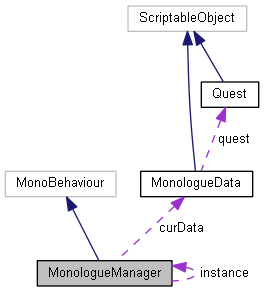 ScriptableObject
Quest
quest
MonoBehaviour
MonologueData
curData
MonologueManager
instance